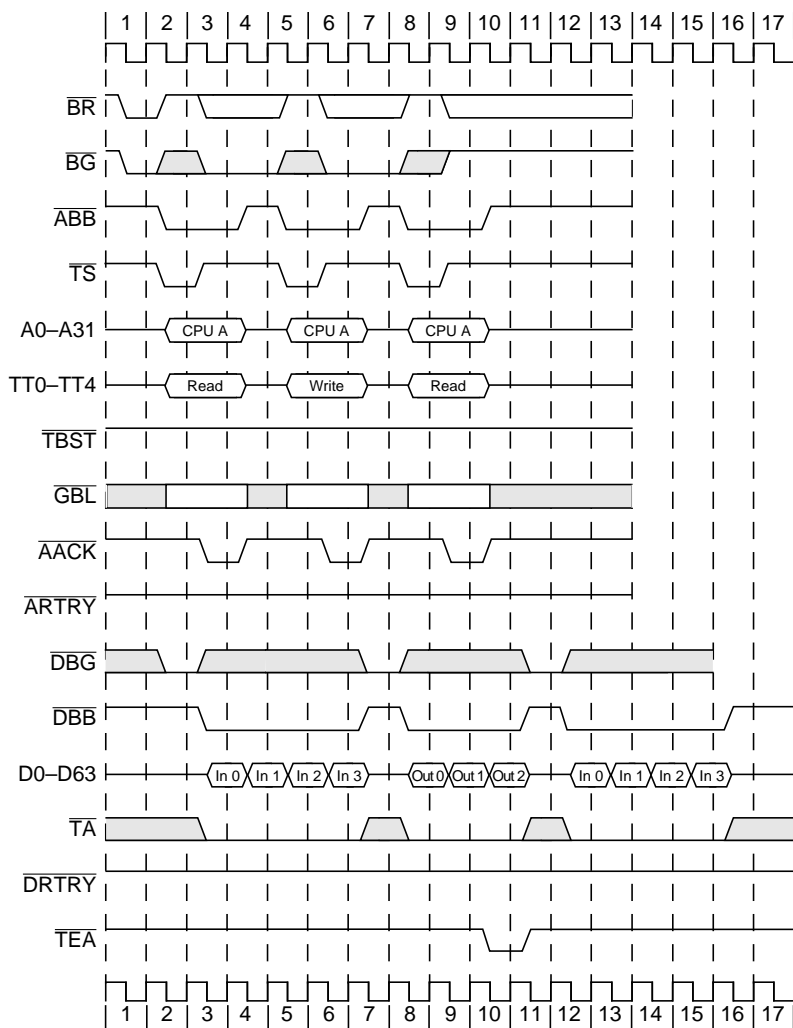 1 2 3 4 5 6 7 8 9 10 11 12 13 14 15 16 17
BR
BG
ABB
TS
A0–A31 CPU A CPU A CPU A
TT0–TT4 Read Write Read
TBST
GBL
AACK
ARTRY
DBG
DBB
D0–D63 In 0 In 1 In 2 In 3 Out 0 Out 1 Out 2 In 0 In 1 In 2 In 3
TA
DRTRY
TEA
1 2 3 4 5 6 7 8 9 10 11 12 13 14 15 16 17